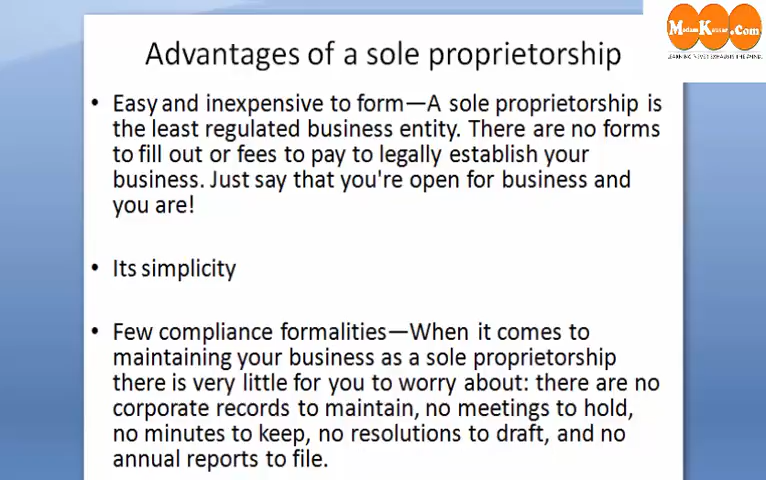 Advantages of a sole proprietorship
• Easy and inexpensive to form—A sole proprietorship is
the least regulated business entity. There are no forms
to fill out or fees to pay to legally establish your
business. Just say that you're open for business and
you are!
• Its simplicity
• Few compliance formalities—When it comes to
maintaining your business as a sole proprietorship
there is very little for you to worry about: there are no
corporate records to maintain, no meetings to hold,
no minutes to keep, no resolutions to draft, and no
annual reports to file.
.Com